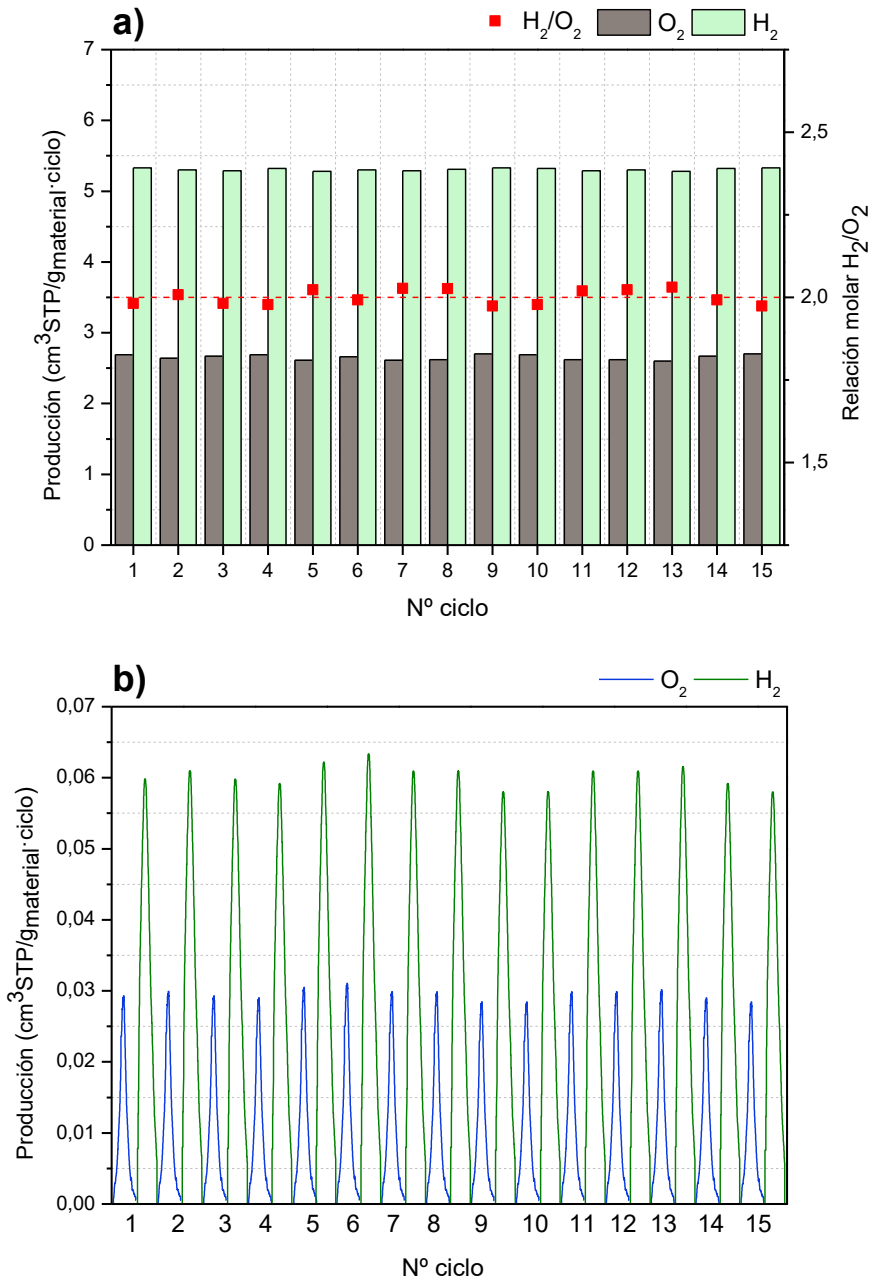 a)
H2/O2 O2 H2
Producción (cm3STP/gmaterial·ciclo)
7
6
5
4
3
2
1
0
2,5
2,0
1,5
Relación molar H2/O2
1 2 3 4 5 6 7 8 9 10 11 12 13 14 15
Nº ciclo
b)
O2 H2
Producción (cm3STP/gmaterial·ciclo)
0,07
0,06
0,05
0,04
0,03
0,02
0,01
0,00
1 2 3 4 5 6 7 8 9 10 11 12 13 14 15
Nº ciclo